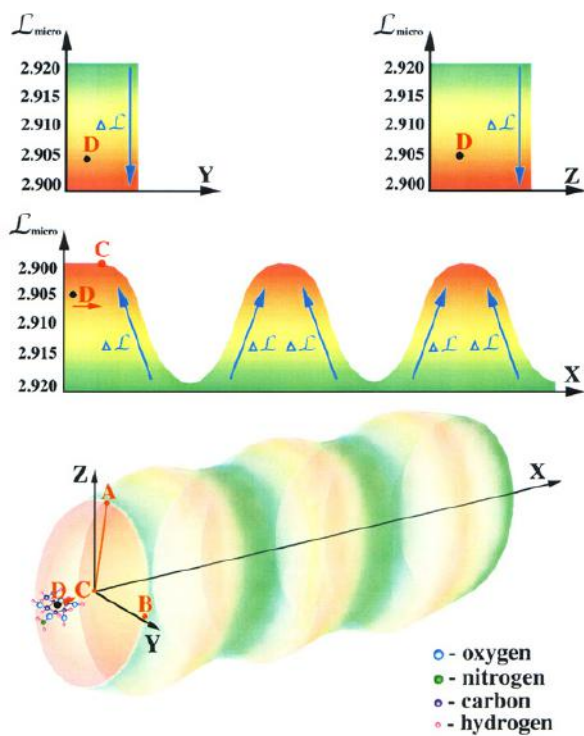 ℒmicro
2.920
2.915
2.910
2.905
2.900
Δℒ
D
Y
ℒmicro
2.920
2.915
2.910
2.905
2.900
Δℒ
D
Z
ℒmicro
C
2.900
2.905
2.910
2.915
2.920
D
Δℒ
Δℒ
Δℒ
Δℒ
Δℒ
X
Z
A
X
D
C
B
Y
- oxygen
- nitrogen
- carbon
- hydrogen